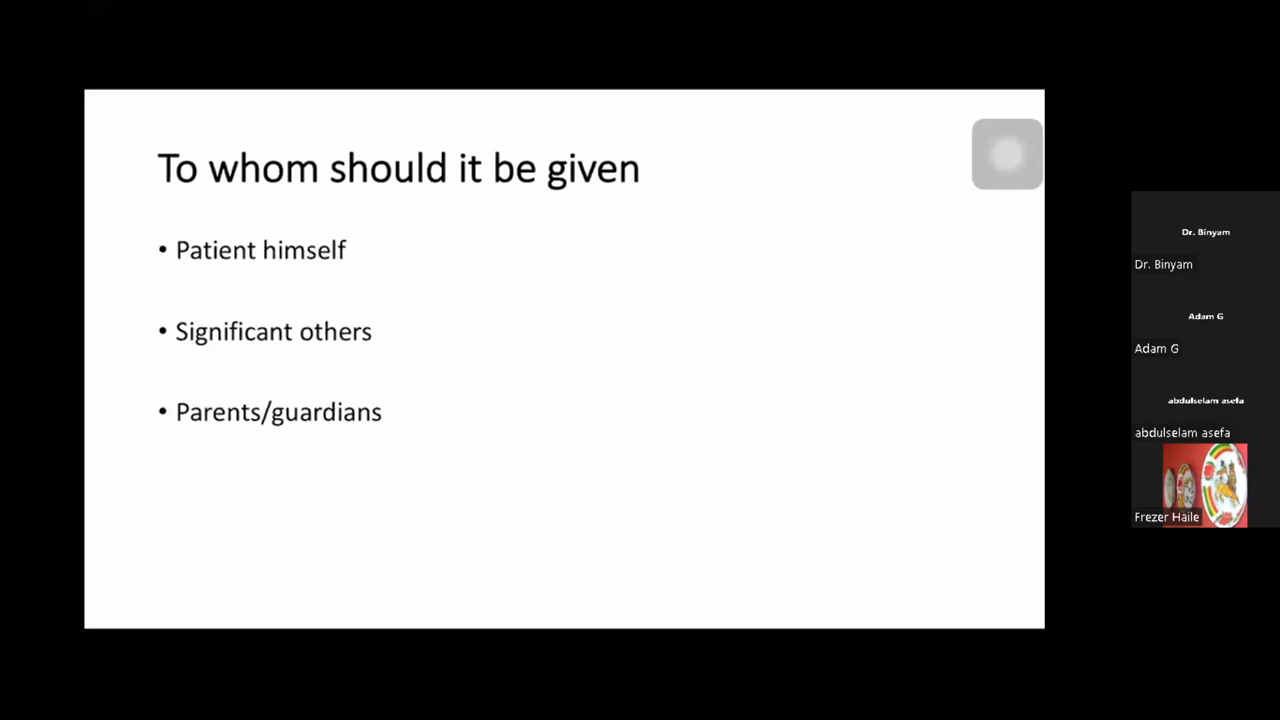 To whom should it be given
• Patient himself
• Significant others
• Parents/guardians
Dr. Binyam
Dr. Binyam
Adam G
Adam G
abdulselam asefa
abdulselam asefa
Frezer Haile